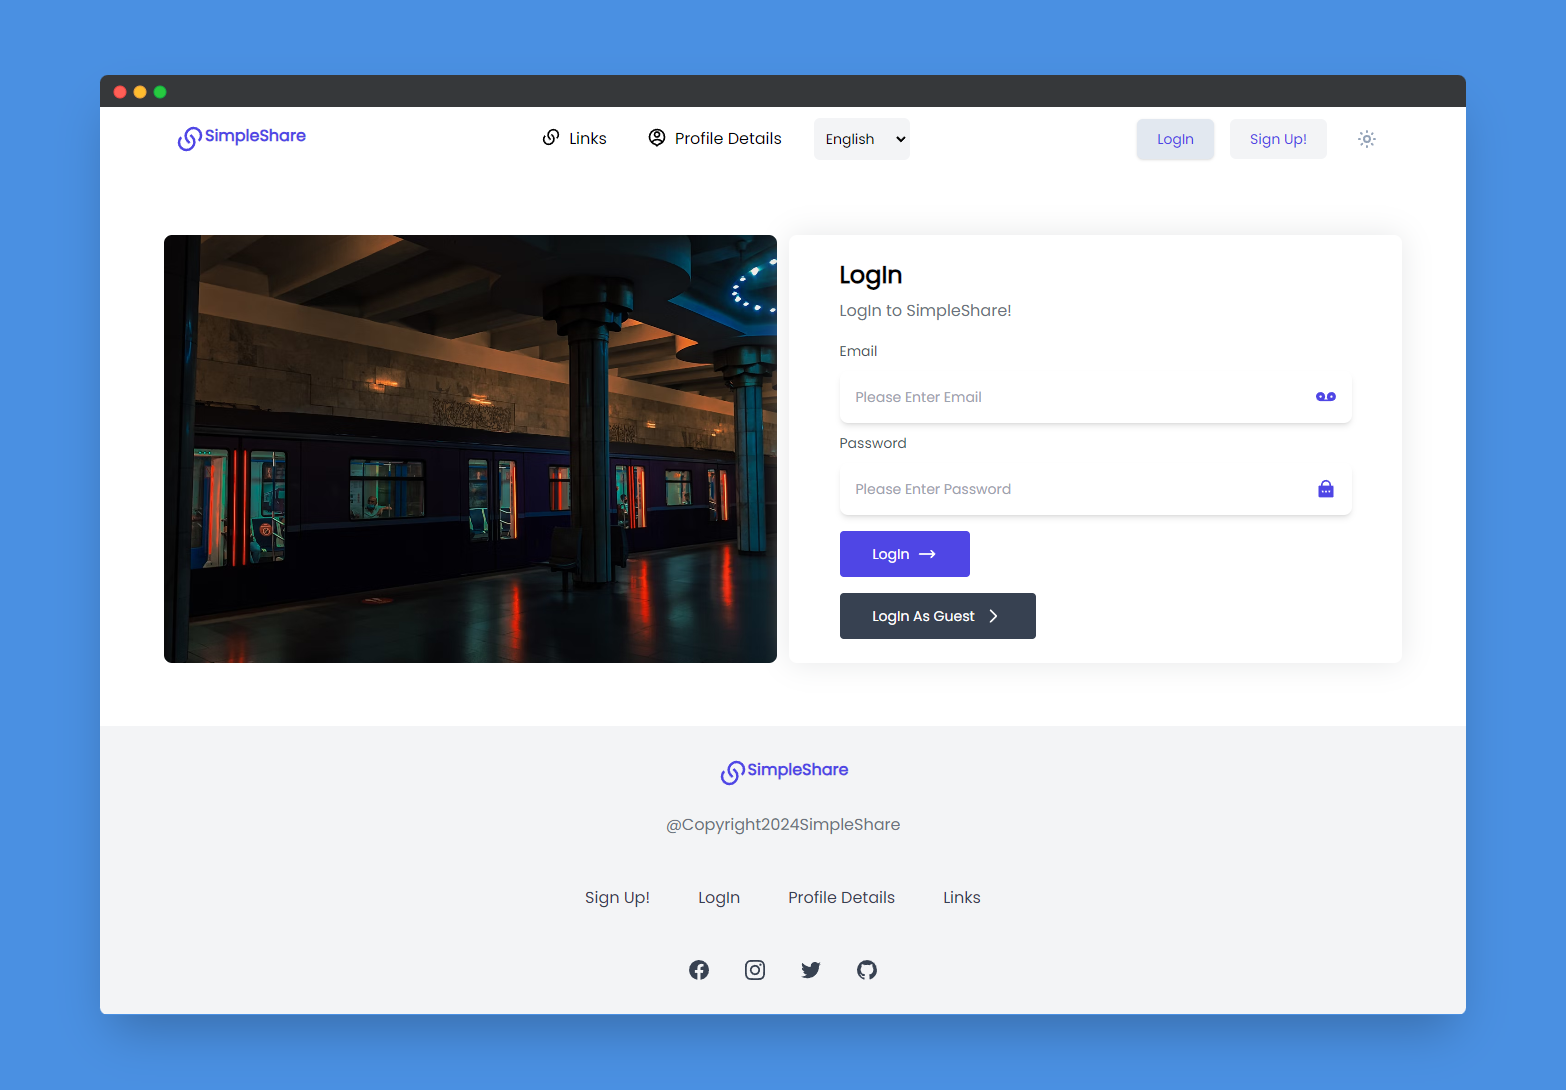 SimpleShare
Links
Profile Details
English
LogIn
Sign Up!
LogIn
LogIn to SimpleShare!
Email
Please Enter Email
Password
Please Enter Password
LogIn
LogIn As Guest
SimpleShare
@Copyright2024SimpleShare
Sign Up!
LogIn
Profile Details
Links